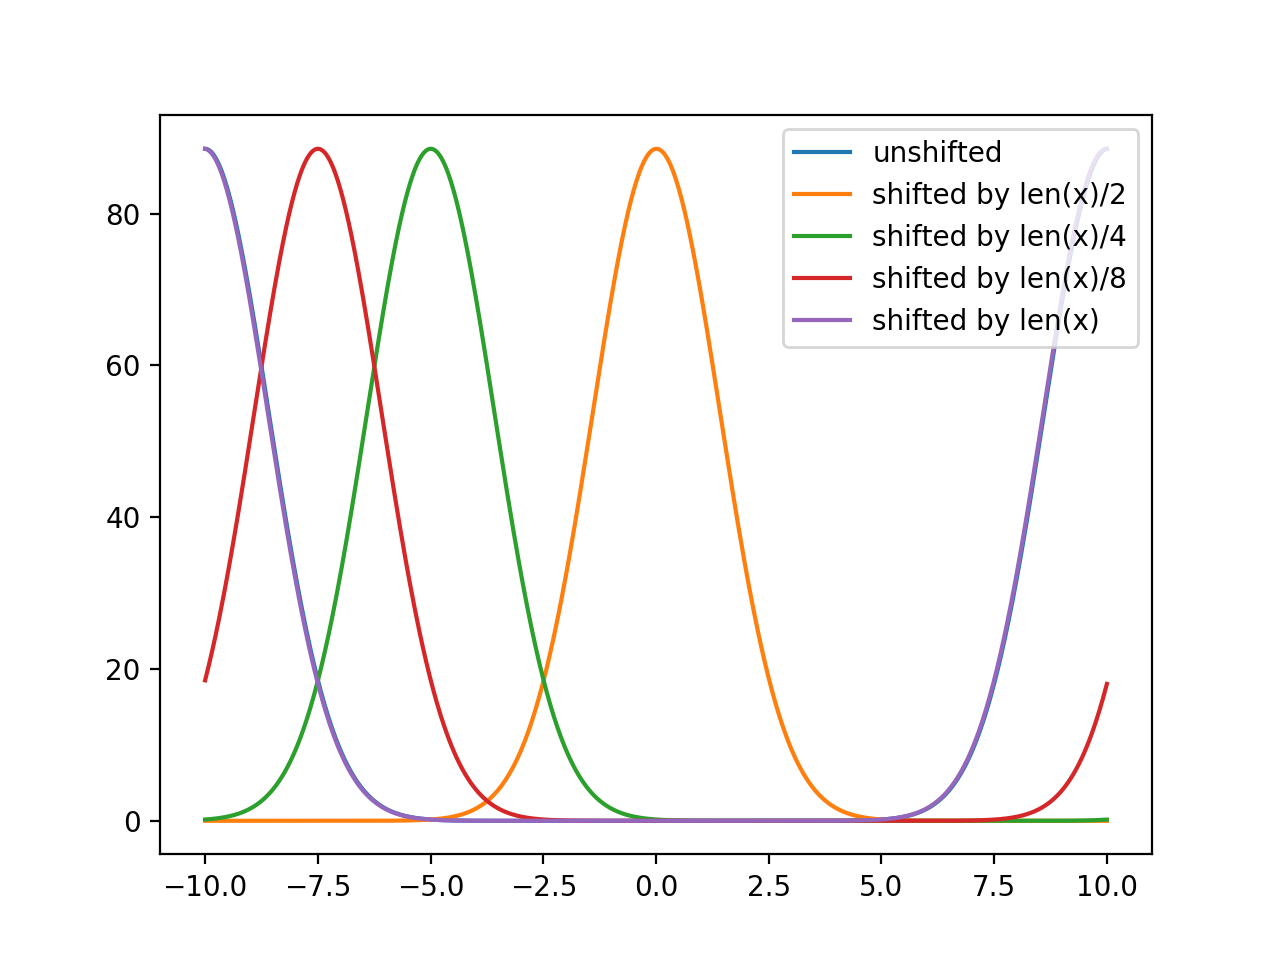 unshifted
shifted by len(x)/2
shifted by len(x)/4
shifted by len(x)/8
shifted by len(x)
80
60
40
20
0
−10.0 −7.5 −5.0 −2.5 0.0 2.5 5.0 7.5 10.0